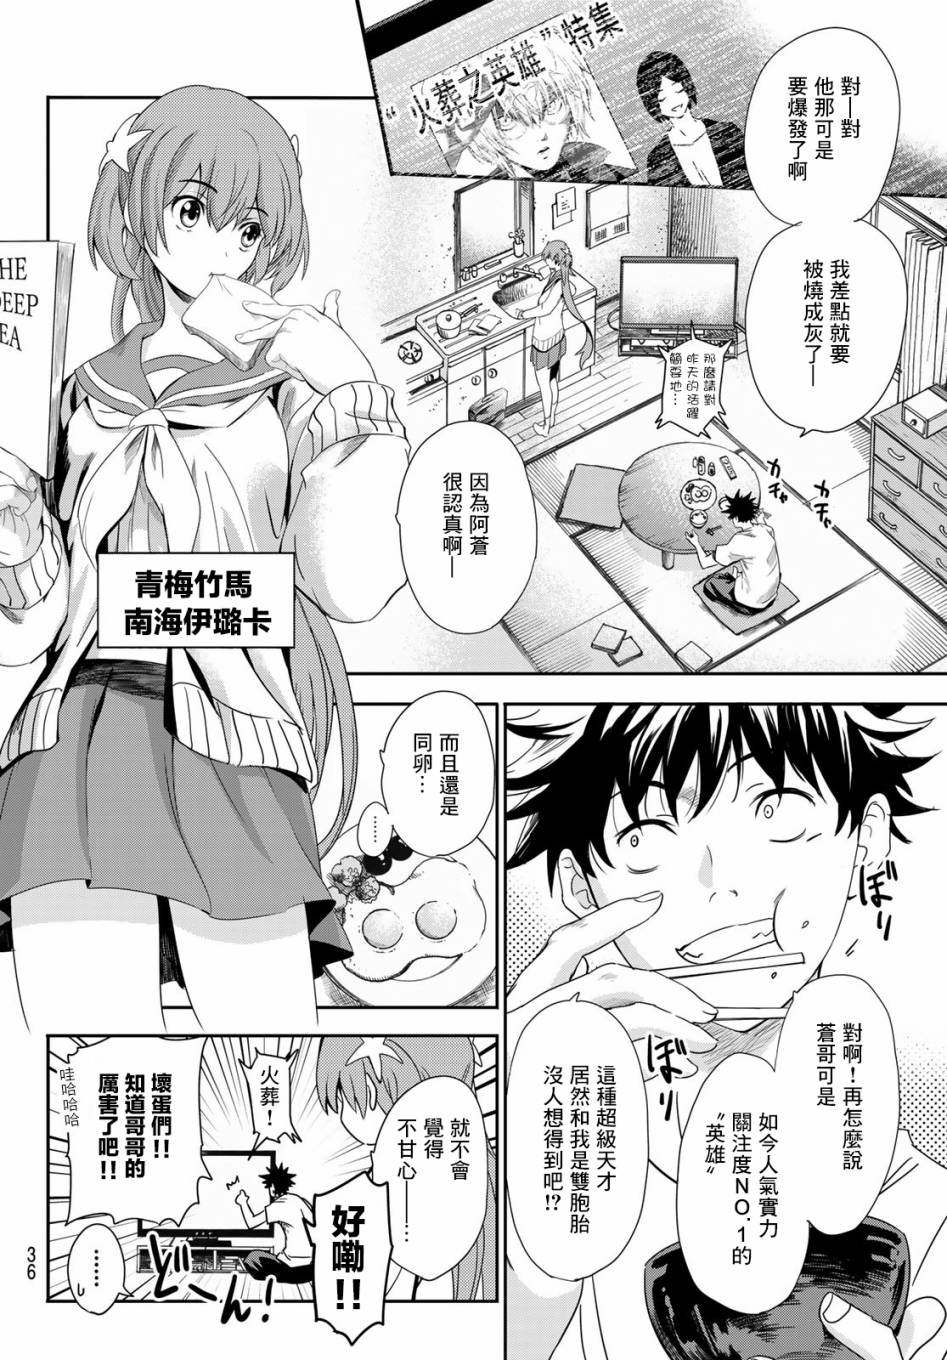 “火葬之英雄”特集
對—對
他那可是
要爆發了啊
我差點就要
被燒成灰了—
那麼請對
昨天的活躍
簡要地…
カチャ
カチャ
因為阿蒼
很認真啊—
THE
DEEP
SEA
青梅竹馬
南海伊璐卡
而且還是
同卵…
……
ぼり
ぼり
對啊！再怎麼說
蒼哥可是
如今人氣實力
關注度NO.1的
“英雄”
這種超級天才
居然和我是雙胞胎
沒人想得到吧!?
就不會
覺得
不甘心——
好嘞!!
火葬！
壞蛋們!!
知道哥哥的
厲害了吧!!
哇哈哈哈
どーん！
……
36